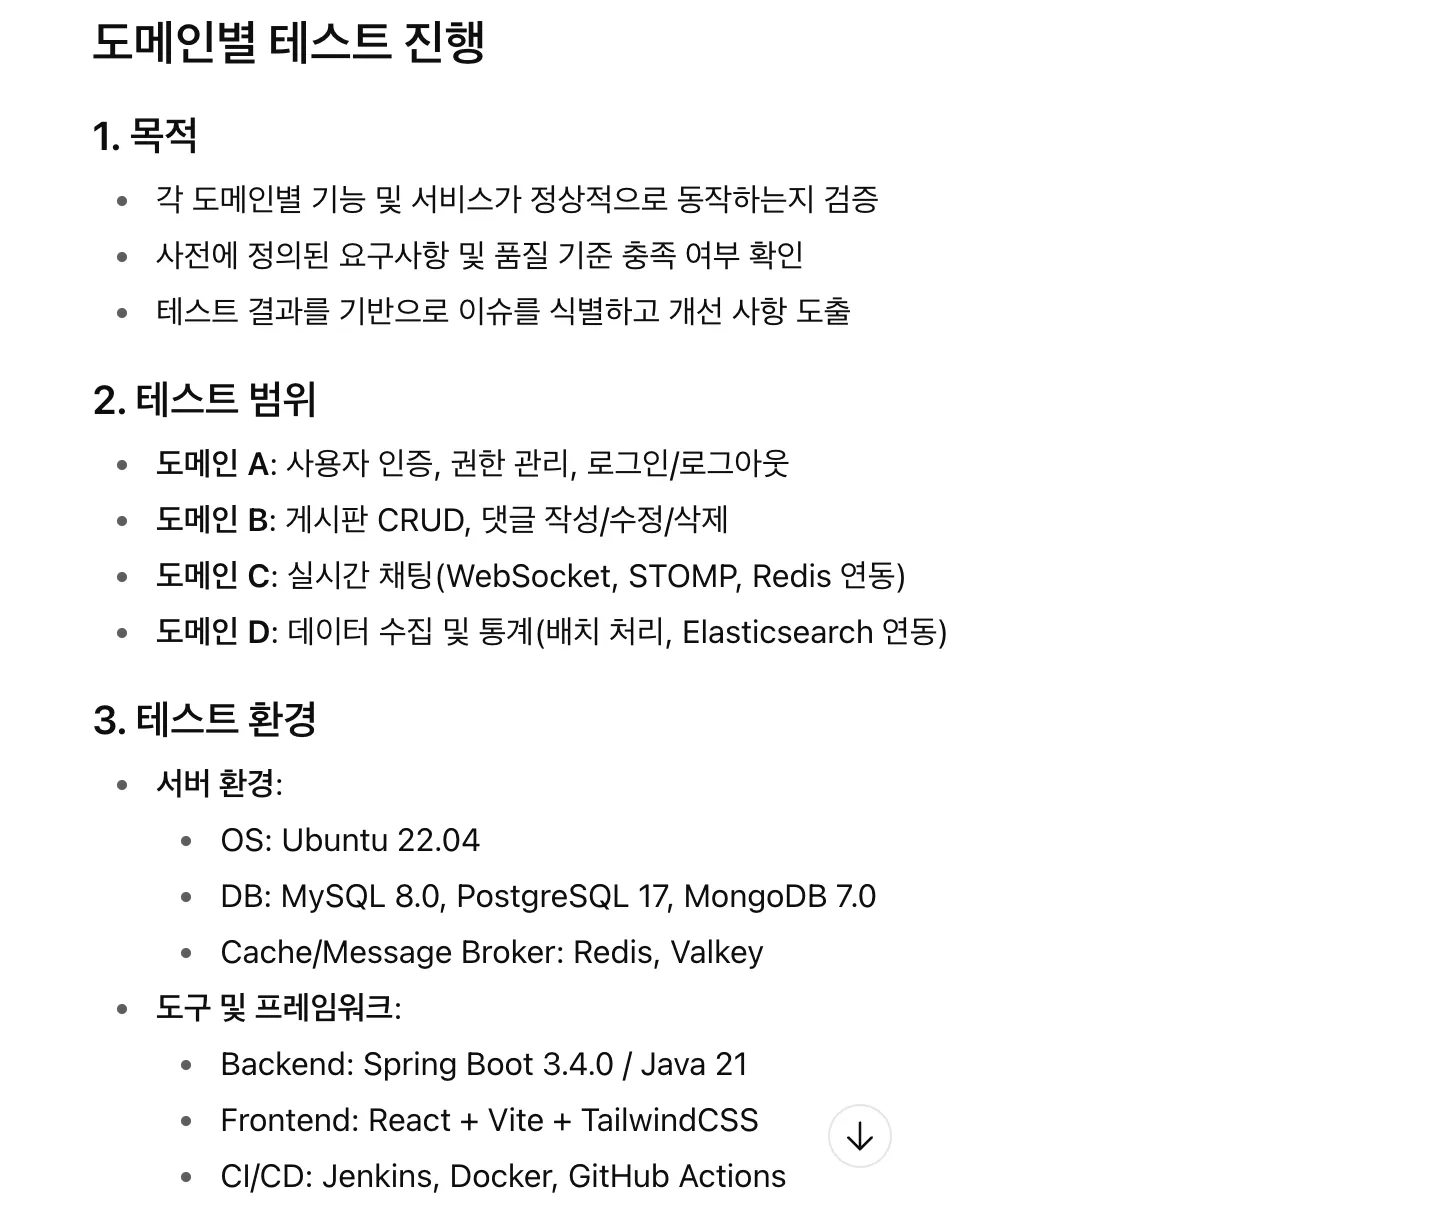 도메인별 테스트 진행
1. 목적
각 도메인별 기능 및 서비스가 정상적으로 동작하는지 검증
사전에 정의된 요구사항 및 품질 기준 충족 여부 확인
테스트 결과를 기반으로 이슈를 식별하고 개선 사항 도출
2. 테스트 범위
도메인 A: 사용자 인증, 권한 관리, 로그인/로그아웃
도메인 B: 게시판 CRUD, 댓글 작성/수정/삭제
도메인 C: 실시간 채팅(WebSocket, STOMP, Redis 연동)
도메인 D: 데이터 수집 및 통계(배치 처리, Elasticsearch 연동)
3. 테스트 환경
서버 환경:
OS: Ubuntu 22.04
DB: MySQL 8.0, PostgreSQL 17, MongoDB 7.0
Cache/Message Broker: Redis, Valkey
도구 및 프레임워크:
Backend: Spring Boot 3.4.0 / Java 21
Frontend: React + Vite + TailwindCSS
CI/CD: Jenkins, Docker, GitHub Actions